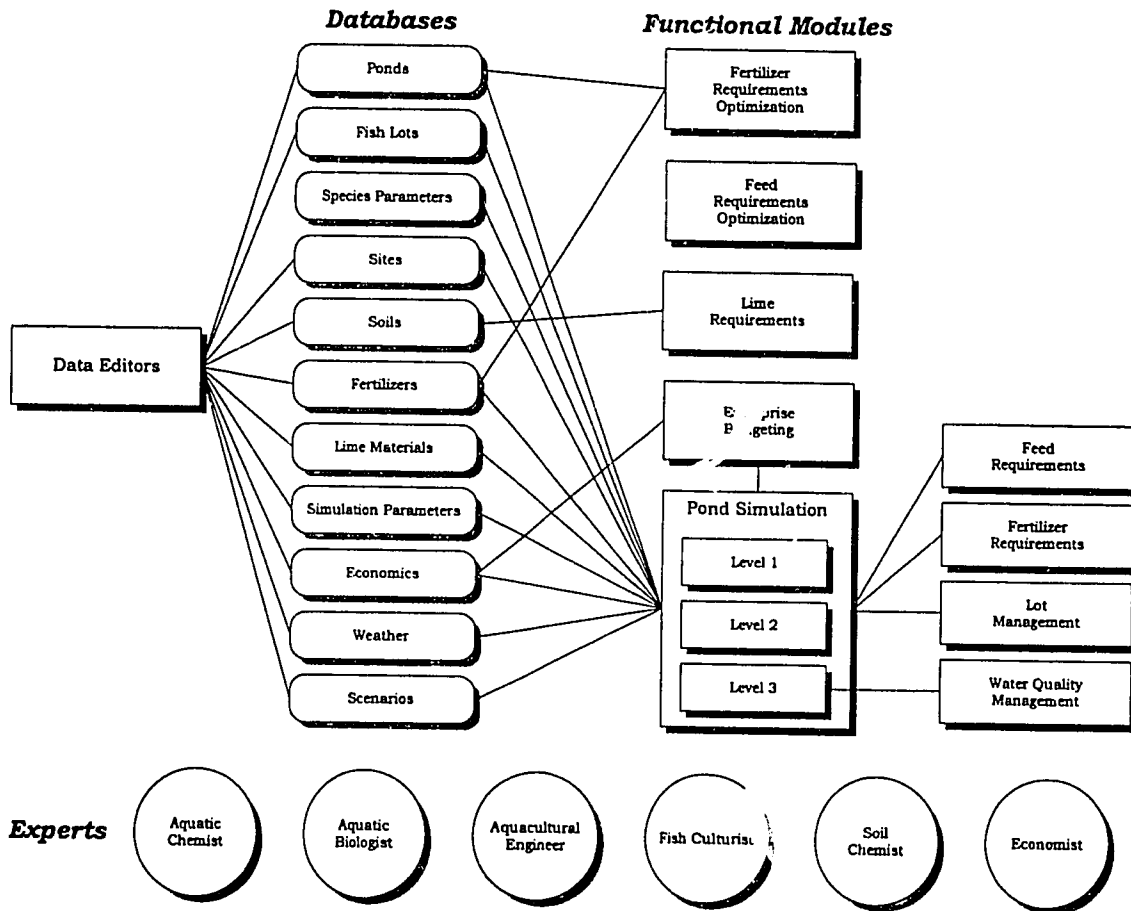 Databases
Functional Modules
Ponds
Fish Lots
Species Parameters
Sites
Soils
Fertilizers
Lime Materials
Simulation Parameters
Economics
Weather
Scenarios
Data Editors
Fertilizer
Requirements
Optimization
Feed
Requirements
Optimization
Lime
Requirements
Pond Simulation
Level 1
Level 2
Level 3
Feed
Requirements
Fertilizer
Requirements
Lot
Management
Water Quality
Management
Experts
Aquatic
Chemist
Aquatic
Biologist
Aquacultural
Engineer
Fish
Soil
Chemist
Economist